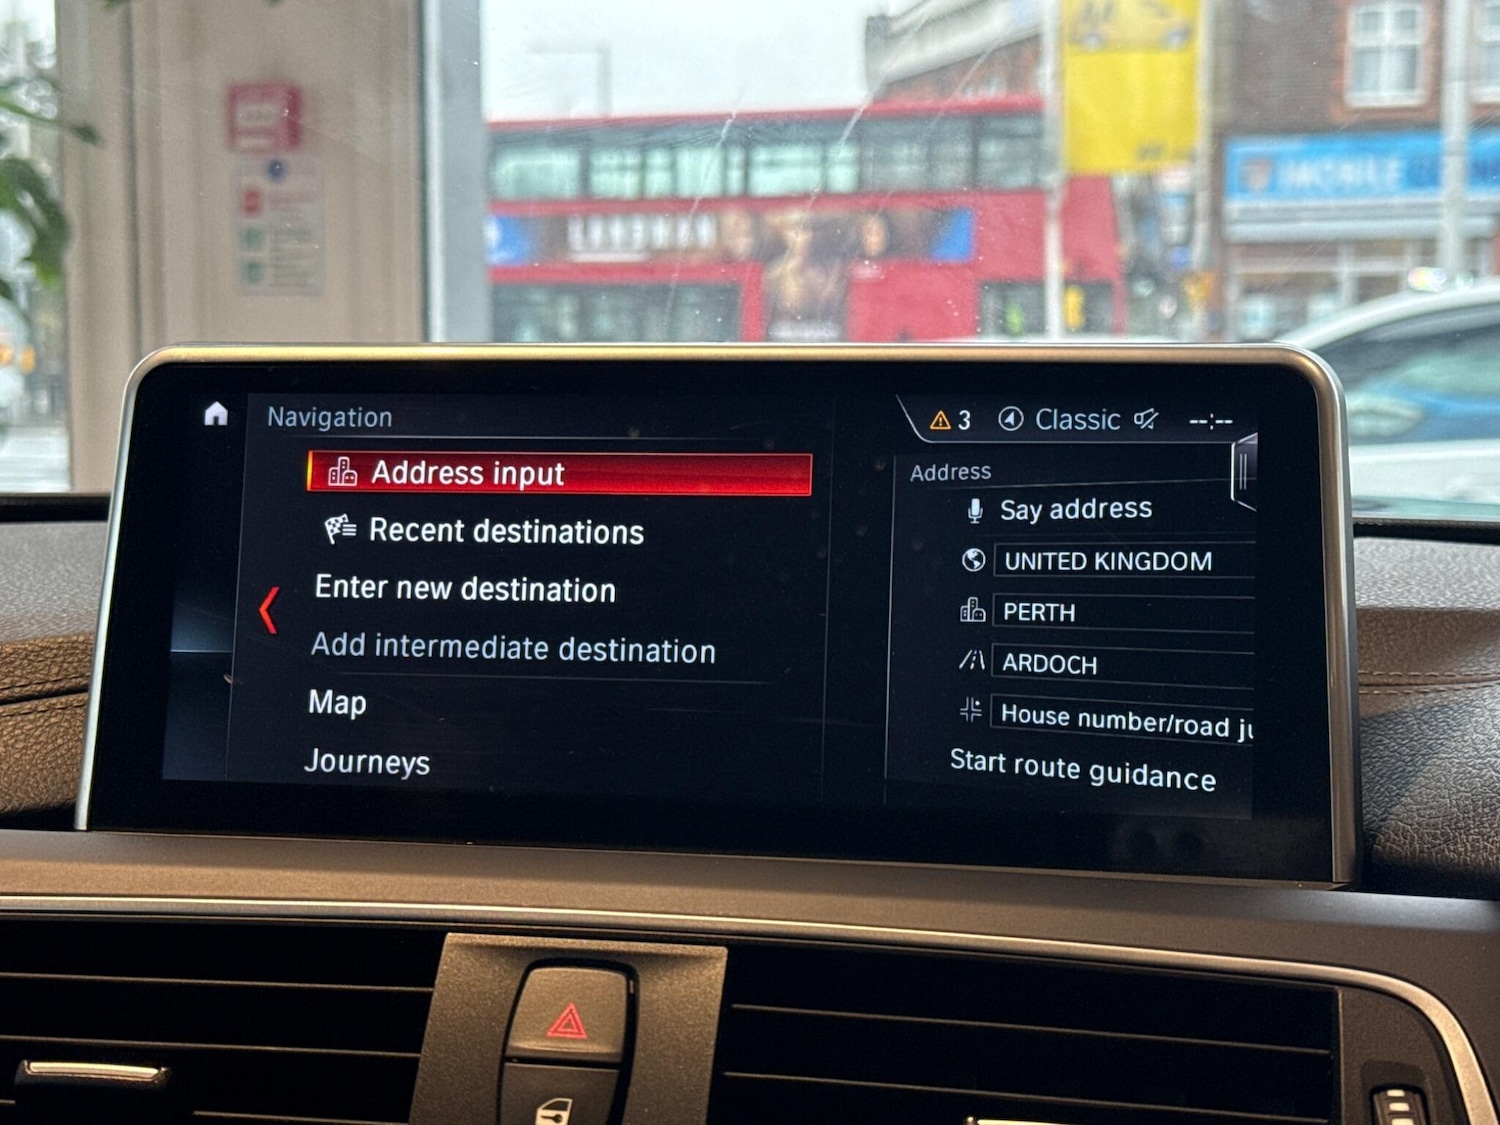 MOBILE
Navigation
3 Classic --:--
Address input
Recent destinations
Enter new destination
Add intermediate destination
Map
Journeys
Address
Say address
UNITED KINGDOM
PERTH
ARDOCH
House number/road ju
Start route guidance